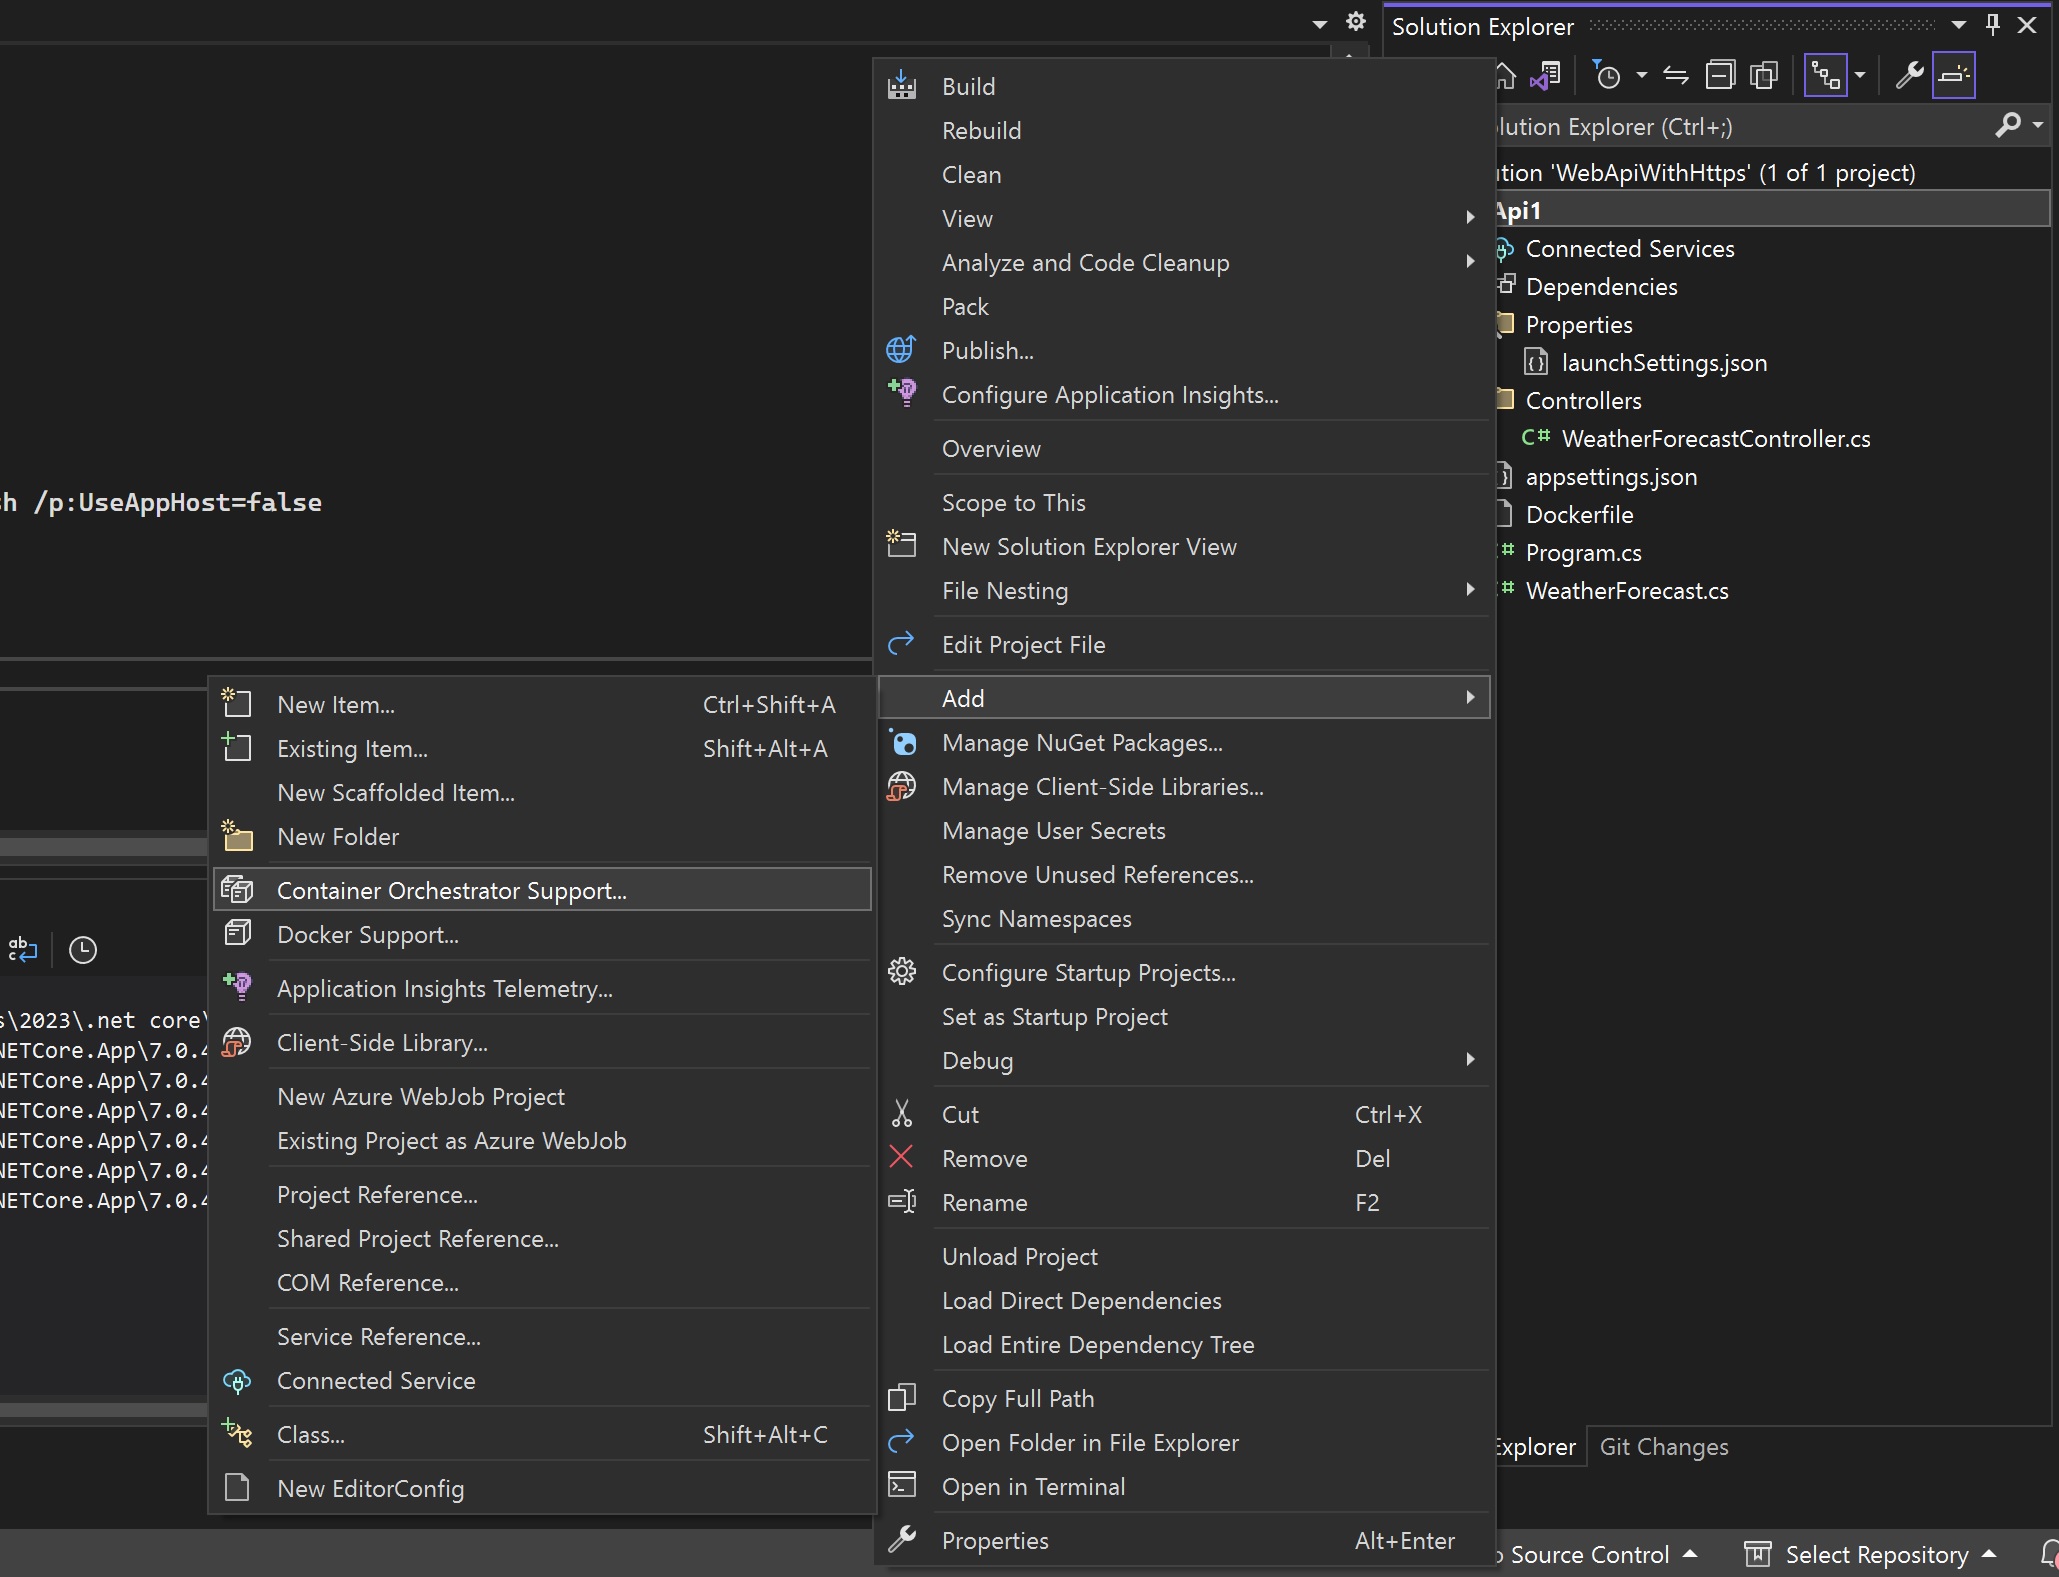 Solution Explorer
lution Explorer (Ctrl+;)
ution 'WebApiWithHttps' (1 of 1 project)
Api1
Connected Services
Dependencies
Properties
launchSettings.json
Controllers
C# WeatherForecastController.cs
appsettings.json
Dockerfile
# Program.cs
# WeatherForecast.cs
Build
Rebuild
Clean
View
Analyze and Code Cleanup
Pack
Publish...
Configure Application Insights...
Overview
Scope to This
New Solution Explorer View
File Nesting
Edit Project File
Add
Manage NuGet Packages...
Manage Client-Side Libraries...
Manage User Secrets
Remove Unused References...
Sync Namespaces
Configure Startup Projects...
Set as Startup Project
Debug
Cut Ctrl+X
Remove Del
Rename F2
Unload Project
Load Direct Dependencies
Load Entire Dependency Tree
Copy Full Path
Open Folder in File Explorer
Open in Terminal
Properties Alt+Enter
sh /p:UseAppHost=false
New Item... Ctrl+Shift+A
Existing Item... Shift+Alt+A
New Scaffolded Item...
New Folder
Container Orchestrator Support...
Docker Support...
Application Insights Telemetry...
Client-Side Library...
New Azure WebJob Project
Existing Project as Azure WebJob
Project Reference...
Shared Project Reference...
COM Reference...
Service Reference...
Connected Service
Class... Shift+Alt+C
New EditorConfig
s\2023\.net core\
NETCore.App\7.0.4
NETCore.App\7.0.4
NETCore.App\7.0.4
NETCore.App\7.0.4
NETCore.App\7.0.4
NETCore.App\7.0.4
Explorer Git Changes
o Source Control Select Repository